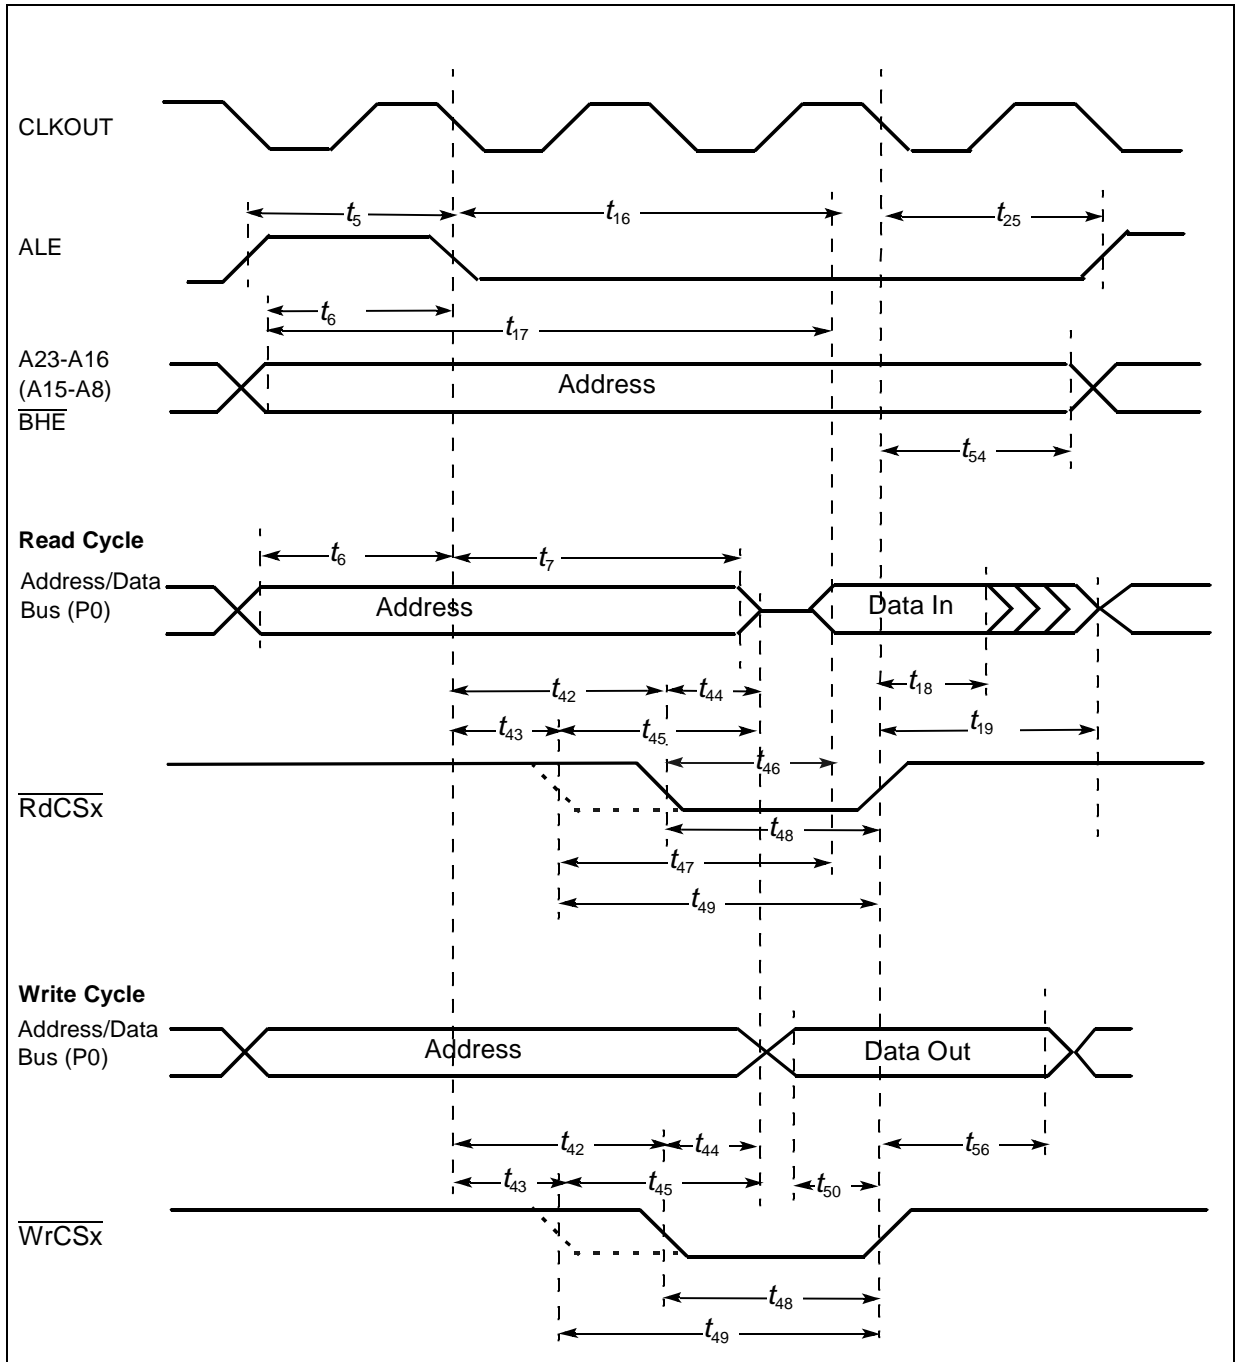 CLKOUT
t5 t16 t25
ALE
t6
t17
A23-A16
(A15-A8)
BHE
Address
t54
Read Cycle
t6 t7
Address/Data
Bus (P0)
Address Data In
t42 t44 t18
t43 t45 t19
t46
RdCSx
t48
t47
t49
Write Cycle
Address/Data
Bus (P0)
Address Data Out
t42 t44 t56
t43 t45 t50
WrCSx
t48
t49